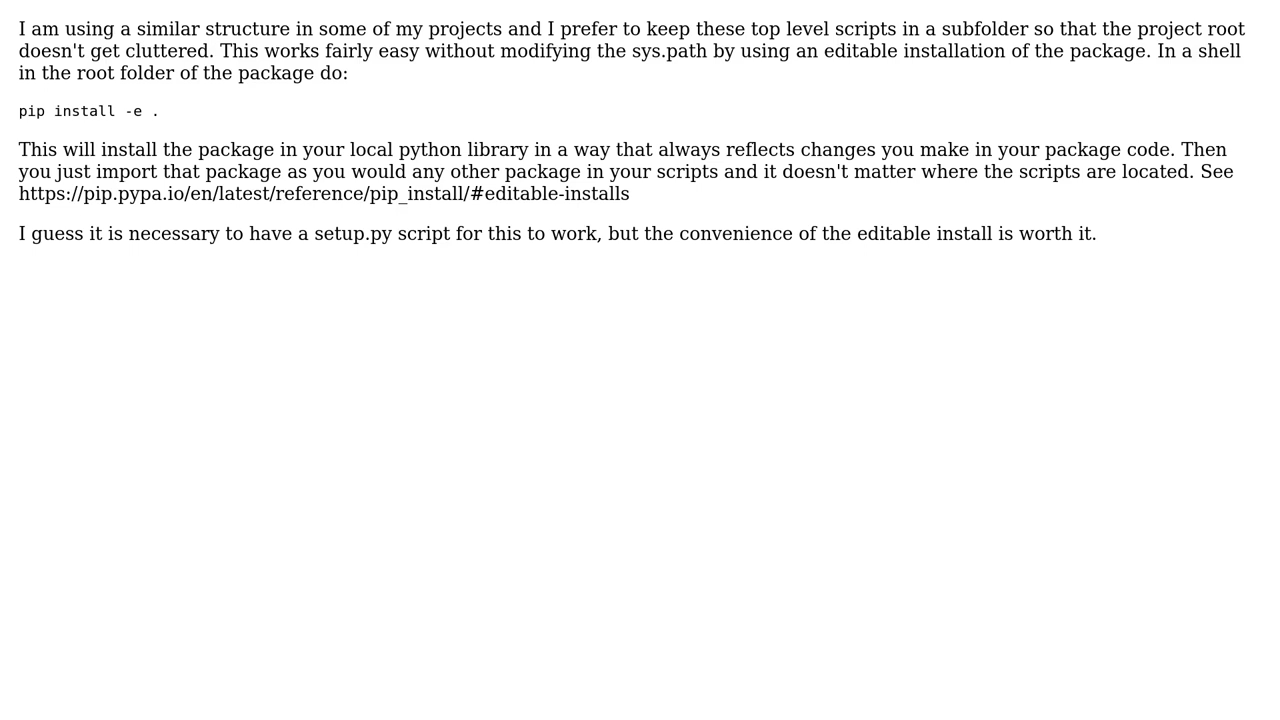 I am using a similar structure in some of my projects and I prefer to keep these top level scripts in a subfolder so that the project root
doesn't get cluttered. This works fairly easy without modifying the sys.path by using an editable installation of the package. In a shell
in the root folder of the package do:
pip install -e .
This will install the package in your local python library in a way that always reflects changes you make in your package code. Then
you just import that package as you would any other package in your scripts and it doesn't matter where the scripts are located. See
https://pip.pypa.io/en/latest/reference/pip_install/#editable-installs
I guess it is necessary to have a setup.py script for this to work, but the convenience of the editable install is worth it.